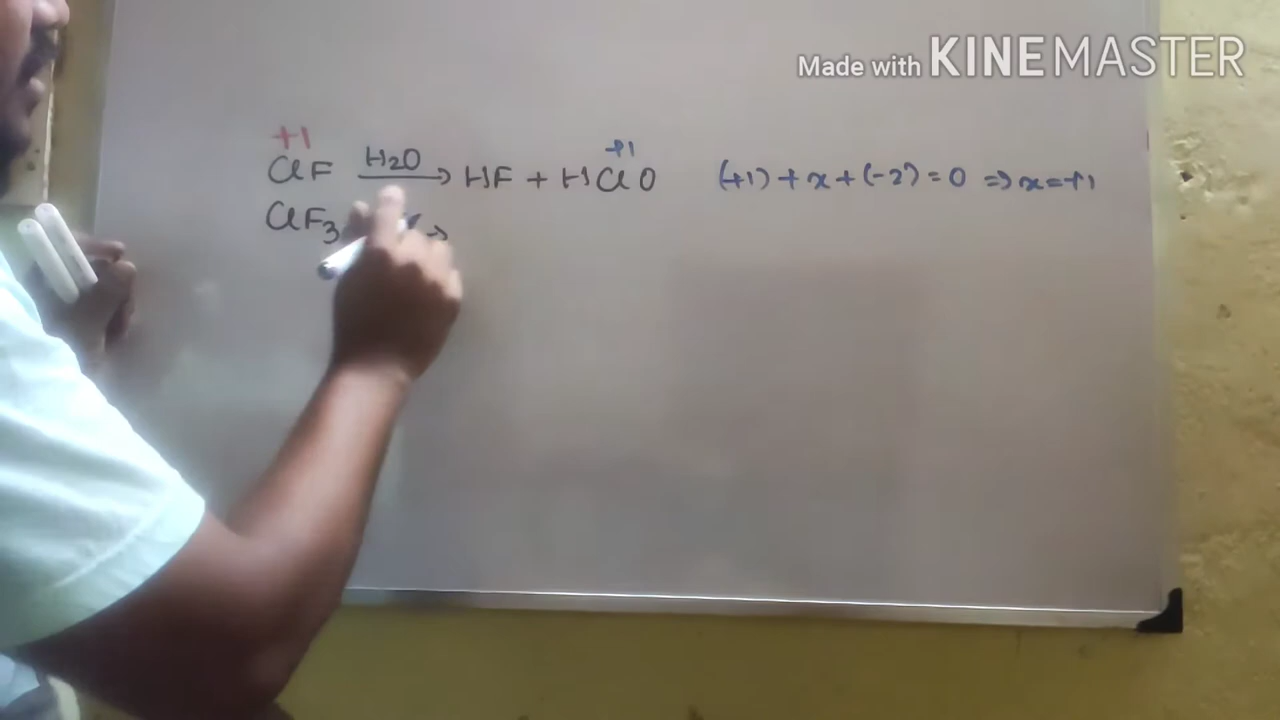 Made with KINEMASTER
+1 +1
ClF H2O → HF + HClO (+1) + x + (-2) = 0 ⇒ x = +1
ClF3 →